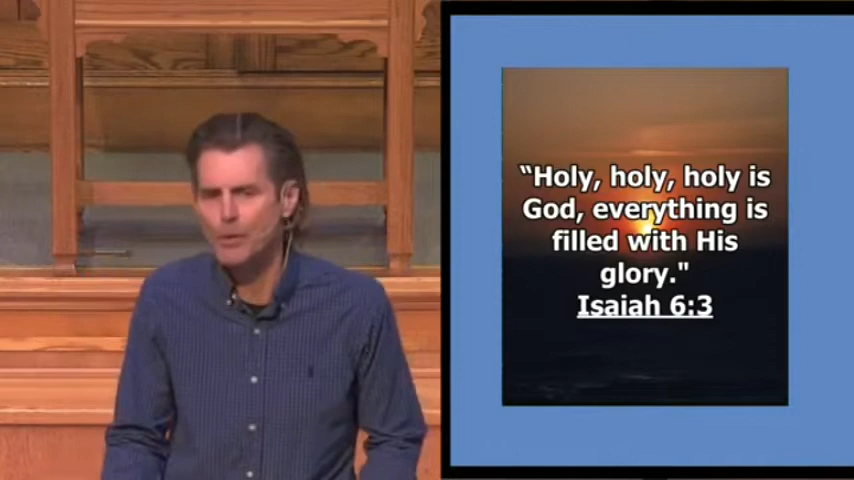 “Holy, holy, holy is
God, everything is
filled with His
glory."
Isaiah 6:3